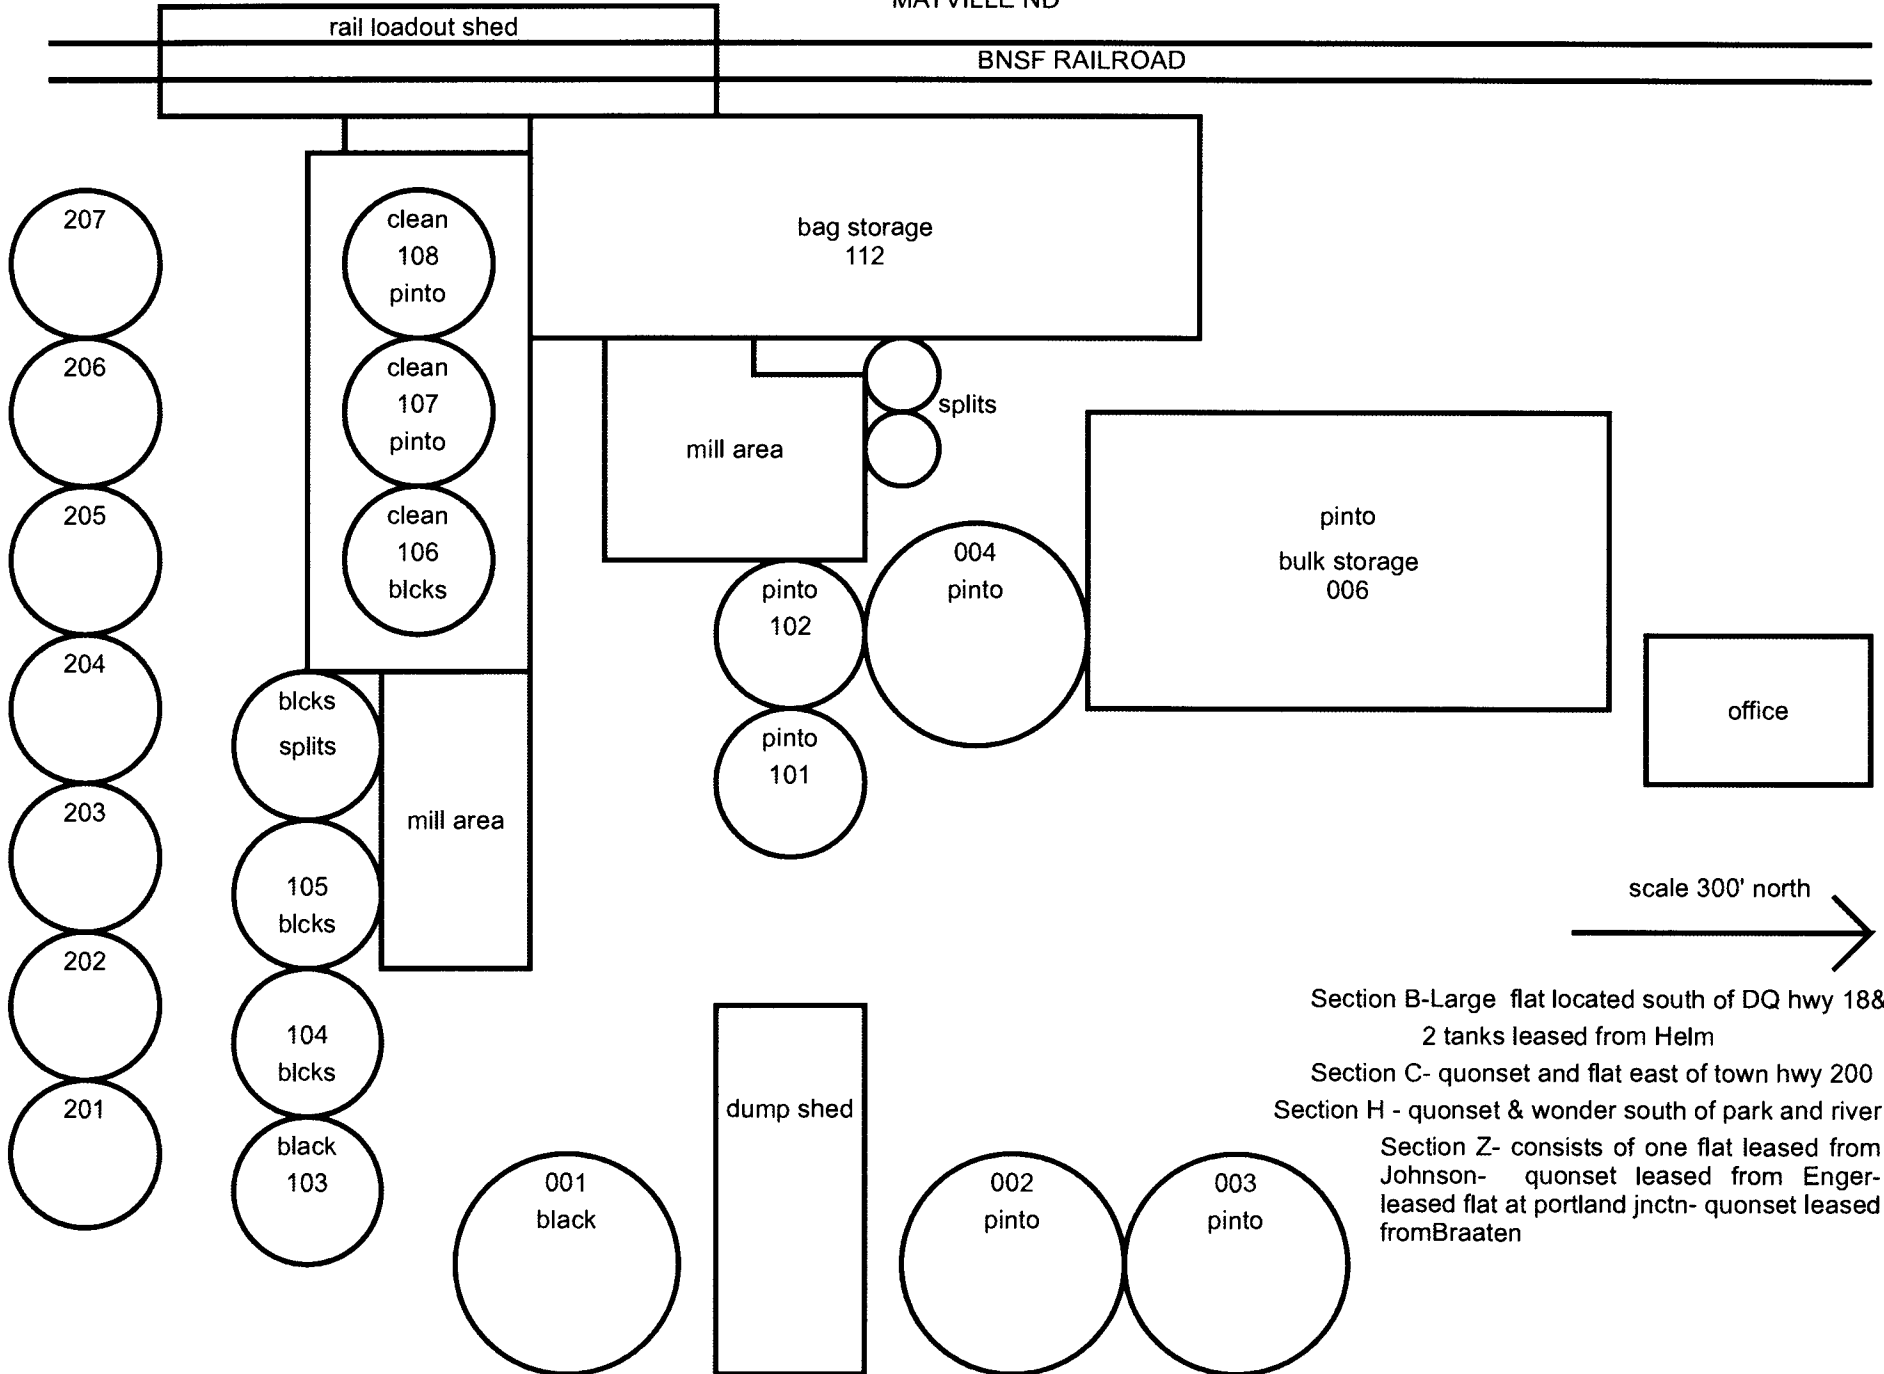 MAYVILLE ND
rail loadout shed
BNSF RAILROAD
207
206
205
204
203
202
201
clean
108
pinto
clean
107
pinto
clean
106
blcks
blcks
splits
105
blcks
104
blcks
black
103
mill area
bag storage
112
mill area
splits
pinto
102
pinto
101
004
pinto
pinto
bulk storage
006
office
001
black
dump shed
002
pinto
003
pinto
scale 300' north
Section B-Large flat located south of DQ hwy 18&
2 tanks leased from Helm
Section C- quonset and flat east of town hwy 200
Section H - quonset & wonder south of park and river
Section Z- consists of one flat leased from
Johnson- quonset leased from Enger-
leased flat at portland jnctn- quonset leased
fromBraaten